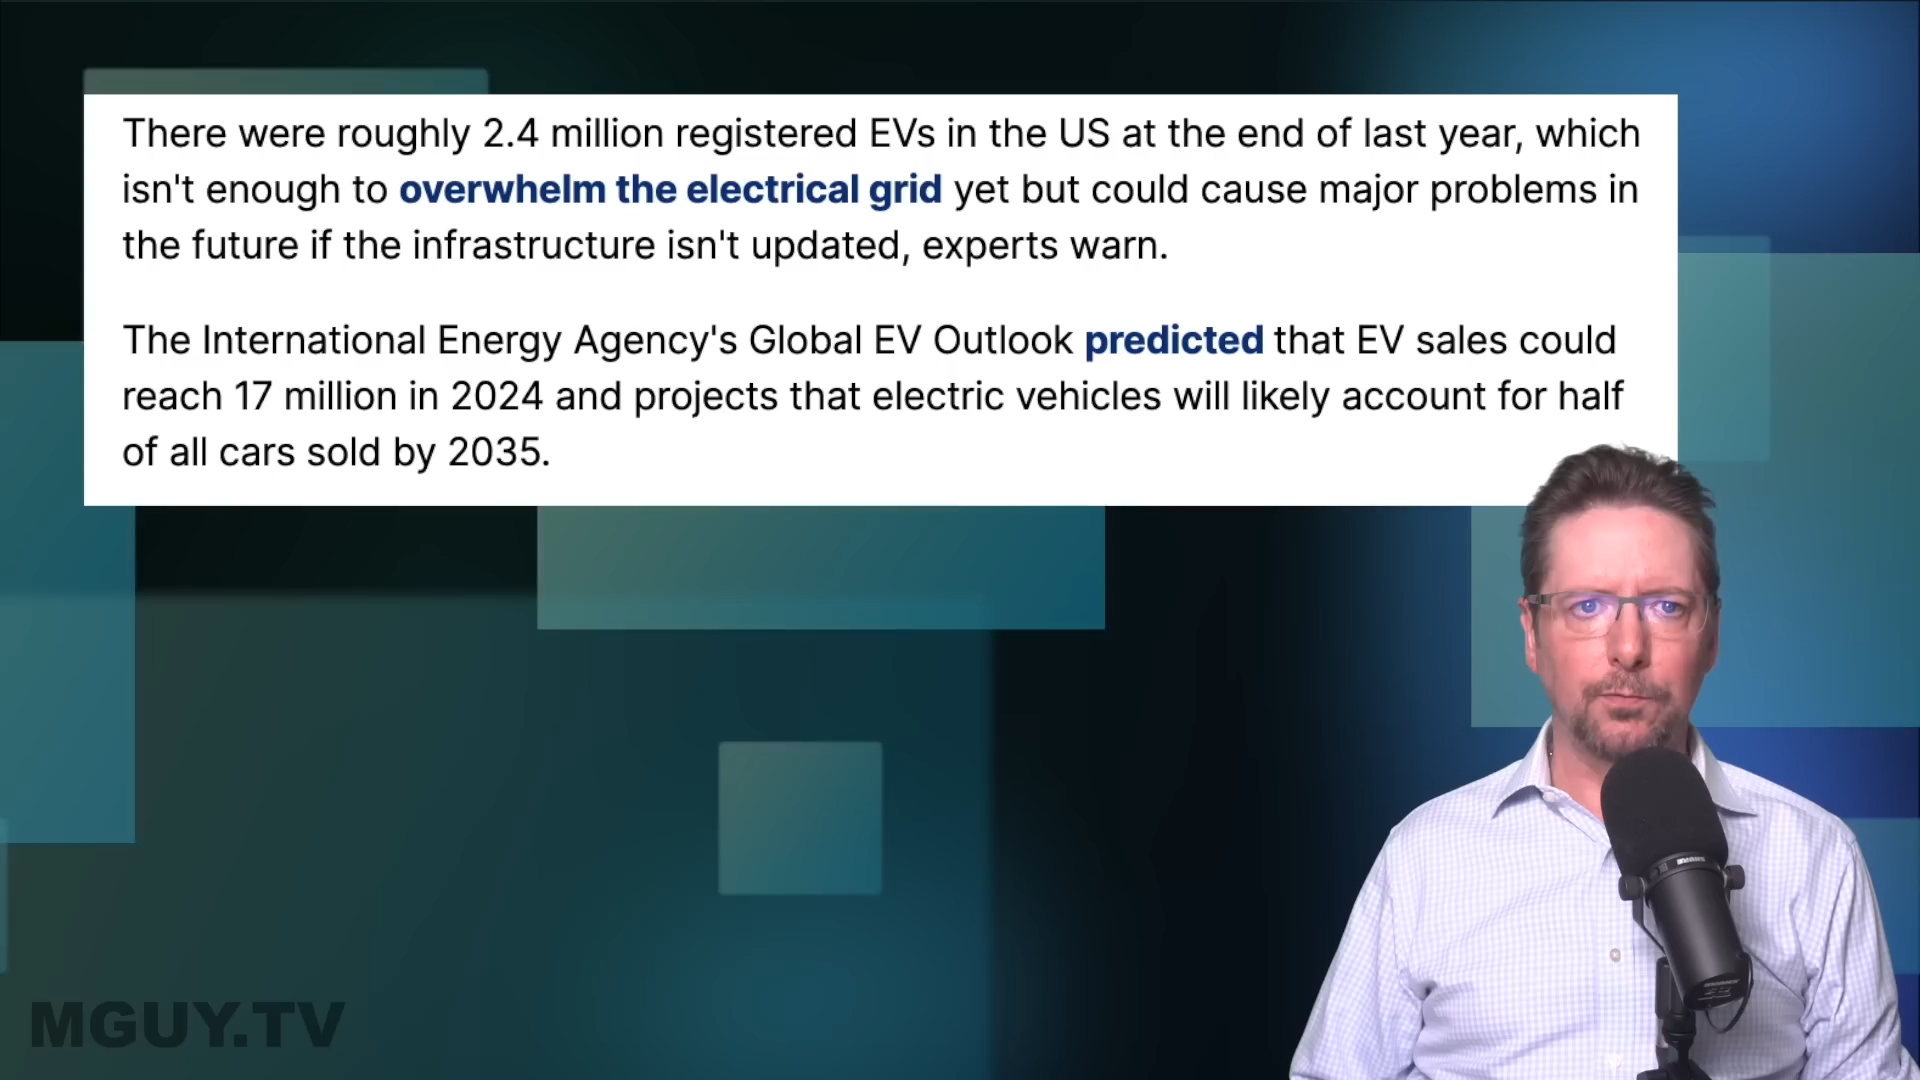 There were roughly 2.4 million registered EVs in the US at the end of last year, which
isn't enough to overwhelm the electrical grid yet but could cause major problems in
the future if the infrastructure isn't updated, experts warn.
The International Energy Agency's Global EV Outlook predicted that EV sales could
reach 17 million in 2024 and projects that electric vehicles will likely account for half
of all cars sold by 2035.
MGUY.TV